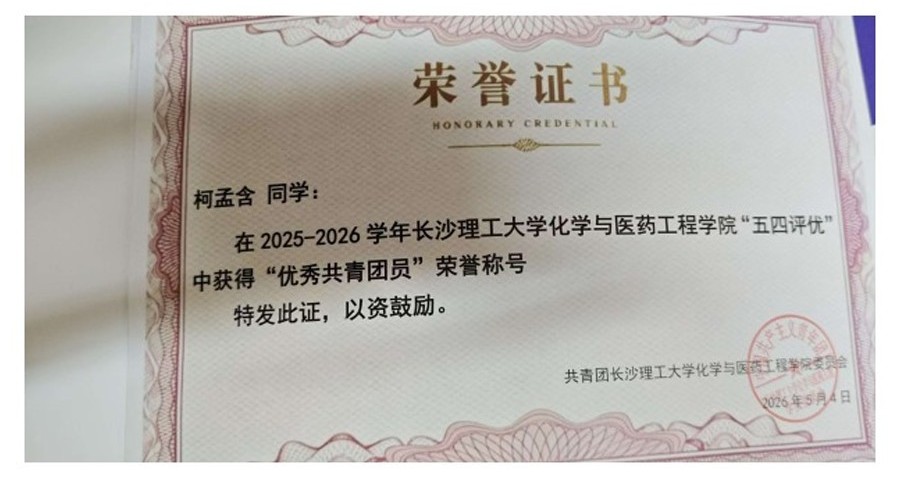 荣誉证书
HONORARY CREDENTIAL
柯孟含 同学：
在 2025-2026 学年长沙理工大学化学与医药工程学院“五四评优”
中获得“优秀共青团员”荣誉称号
特发此证，以资鼓励。
共青团长沙理工大学化学与医药工程学院委员会
2026 年 5 月 4 日